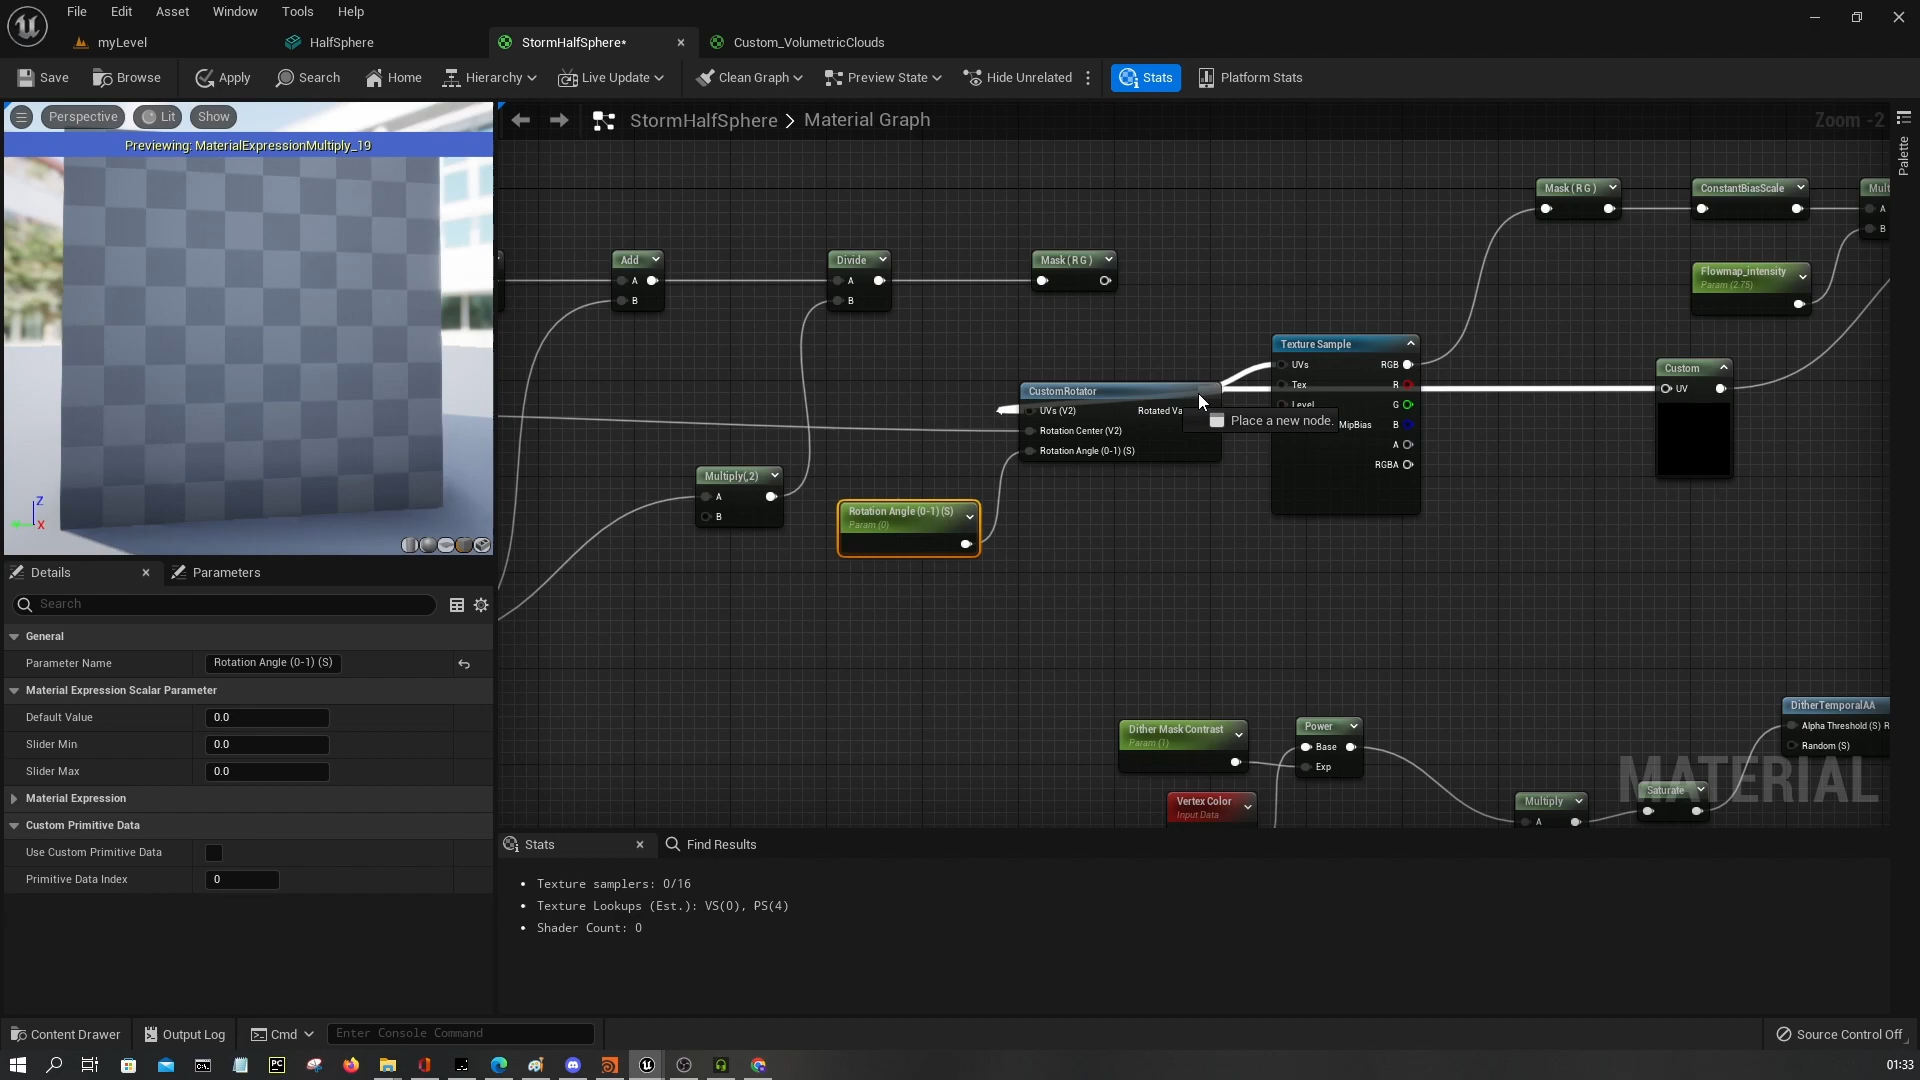 File Edit Asset Window Tools Help
myLevel HalfSphere StormHalfSphere* Custom_VolumetricClouds
Save Browse Apply Search Home Hierarchy Live Update Clean Graph Preview State Hide Unrelated Stats Platform Stats
Perspective Lit Show
Previewing: MaterialExpressionMultiply_19
StormHalfSphere > Material Graph
Zoom -2
Palette
Mask ( R G )
ConstantBiasScale
Mult
A
B
Add
A
B
Divide
A
B
Mask ( R G )
Flowmap_intensity
Param (2.75)
Texture Sample
UVs RGB
Tex R
Level G
MipBias B
A
RGBA
Custom
UV
CustomRotator
UVs (V2) Rotated Va
Rotation Center (V2)
Rotation Angle (0-1) (S)
Place a new node.
Multiply(,2)
A
B
Rotation Angle (0-1) (S)
Param (0)
Z
X
Details Parameters
Search
General
Parameter Name Rotation Angle (0-1) (S)
Material Expression Scalar Parameter
Default Value 0.0
Slider Min 0.0
Slider Max 0.0
Material Expression
Custom Primitive Data
Use Custom Primitive Data
Primitive Data Index 0
Dither Mask Contrast
Param (1)
Power
Base
Exp
Vertex Color
Input Data
DitherTemporalAA
Alpha Threshold (S) R
Random (S)
Multiply
A
Saturate
MATERIAL
Stats Find Results
• Texture samplers: 0/16
• Texture Lookups (Est.): VS(0), PS(4)
• Shader Count: 0
Content Drawer Output Log Cmd Enter Console Command Source Control Off
PC
01:33